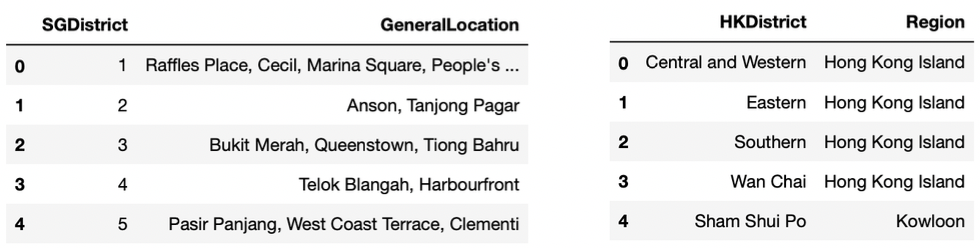 SGDistrict GeneralLocation
0 1 Raffles Place, Cecil, Marina Square, People's ...
1 2 Anson, Tanjong Pagar
2 3 Bukit Merah, Queenstown, Tiong Bahru
3 4 Telok Blangah, Harbourfront
4 5 Pasir Panjang, West Coast Terrace, Clementi
HKDistrict Region
0 Central and Western Hong Kong Island
1 Eastern Hong Kong Island
2 Southern Hong Kong Island
3 Wan Chai Hong Kong Island
4 Sham Shui Po Kowloon